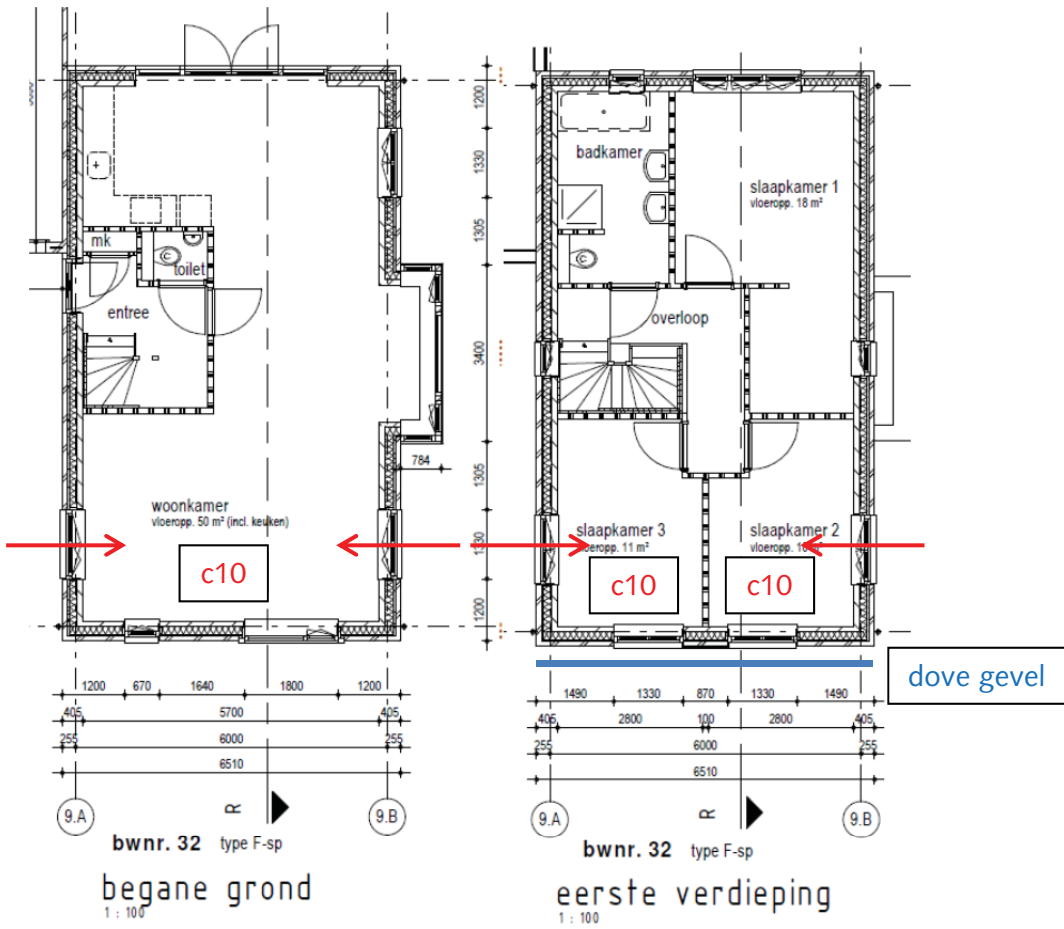 badkamer
slaapkamer 1
vloeropp. 18 m²
mk
toilet
entree
overloop
1200
1330
1305
3400
1305
1330
1200
784
woonkamer
vloeropp. 50 m² (incl. keuken)
c10
slaapkamer 3
vloeropp. 11 m²
c10
slaapkamer 2
vloeropp.
c10
dove gevel
1200 670 1640 1800 1200
405 5700 405
255 6000 255
6510
1490 1330 870 1330 1490
405 2800 100 2800 405
255 6000 255
6510
9.A R 9.B
bwnr. 32 type F-sp
begane grond
1 : 100
9.A R 9.B
bwnr. 32 type F-sp
eerste verdieping
1 : 100